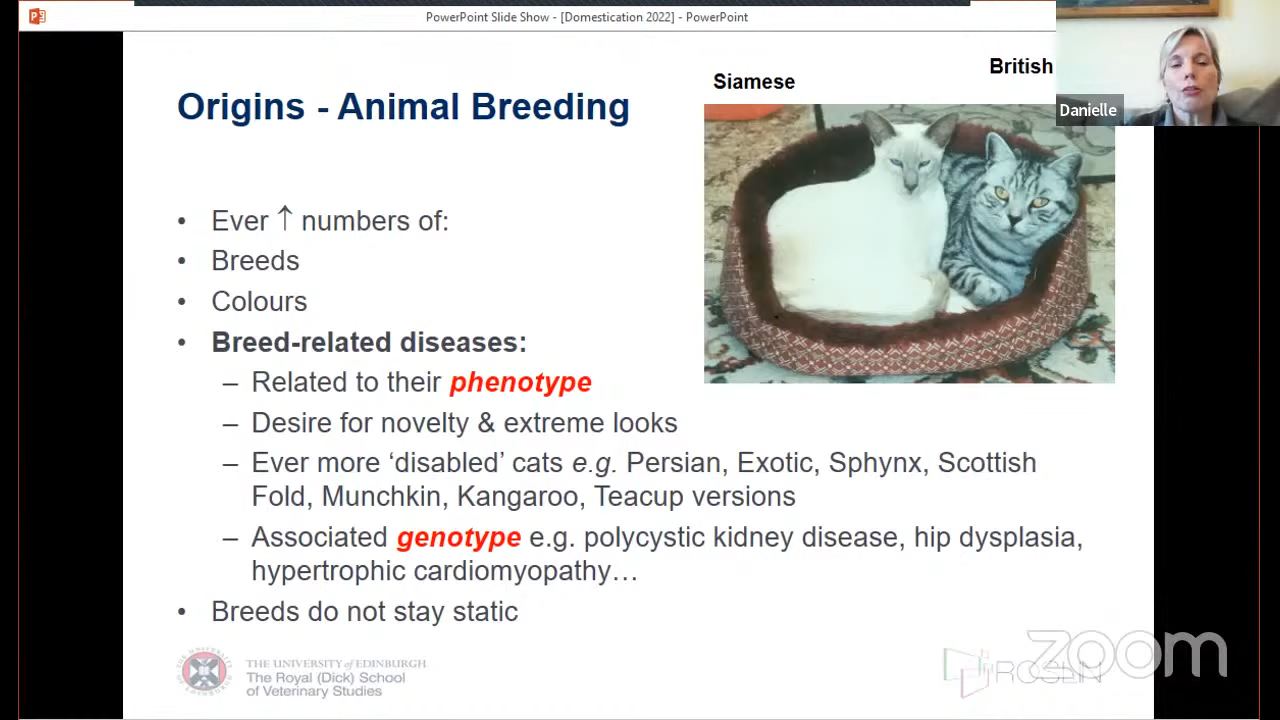 PowerPoint Slide Show - [Domestication 2022] - PowerPoint
British
Siamese
Danielle
Origins - Animal Breeding
• Ever ↑ numbers of:
• Breeds
• Colours
• Breed-related diseases:
– Related to their phenotype
– Desire for novelty & extreme looks
– Ever more ‘disabled’ cats e.g. Persian, Exotic, Sphynx, Scottish
Fold, Munchkin, Kangaroo, Teacup versions
– Associated genotype e.g. polycystic kidney disease, hip dysplasia,
hypertrophic cardiomyopathy…
• Breeds do not stay static
THE UNIVERSITY of EDINBURGH
The Royal (Dick) School
of Veterinary Studies
ROSLIN
zoom